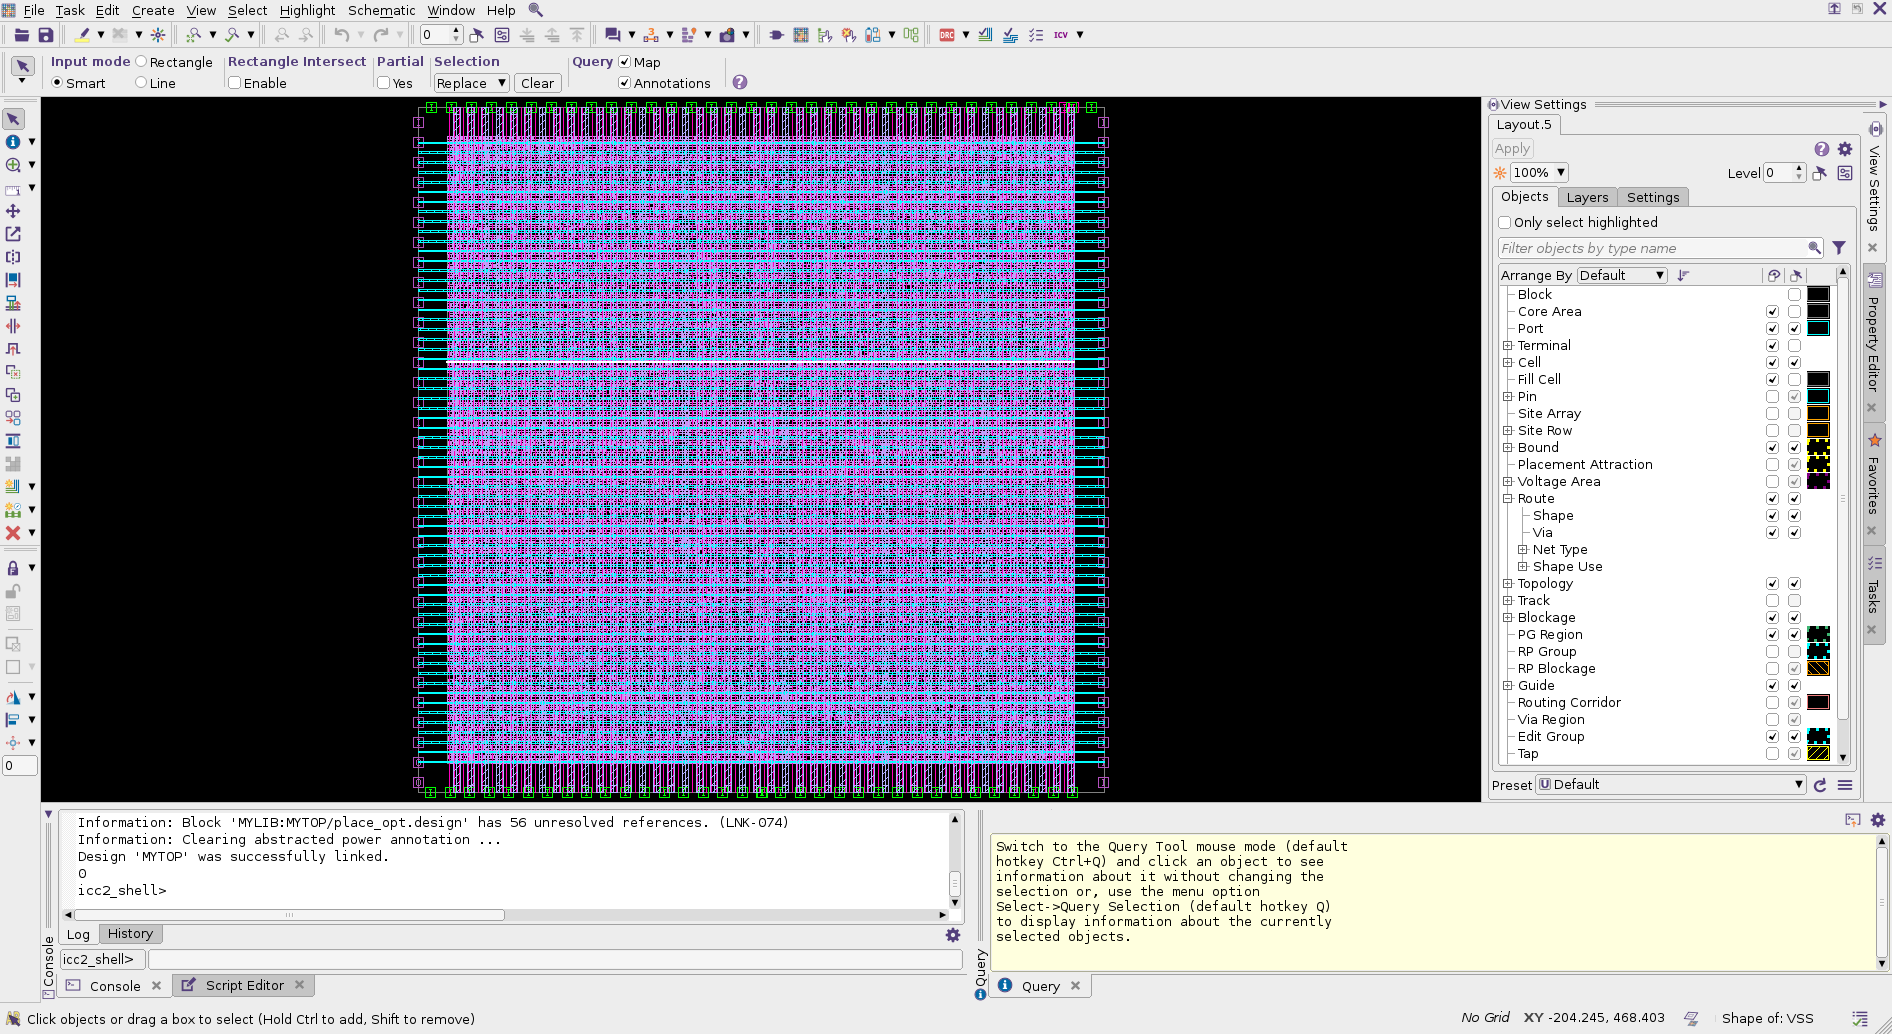 File Task Edit Create View Select Highlight Schematic Window Help
0
DRC
ICV
Input mode Rectangle Rectangle Intersect Partial Selection Query Map
Smart Line Enable Yes Replace Clear Annotations
View Settings
Layout.5
Apply
100% Level 0
Objects Layers Settings
Only select highlighted
Filter objects by type name
Arrange By Default
Block
Core Area
Port
Terminal
Cell
Fill Cell
Pin
Site Array
Site Row
Bound
Placement Attraction
Voltage Area
Route
Shape
Via
Net Type
Shape Use
Topology
Track
Blockage
PG Region
RP Group
RP Blockage
Guide
Routing Corridor
Via Region
Edit Group
Tap
Preset Default
View Settings
Property Editor
Favorites
Tasks
0
Information: Block 'MYLIB:MYTOP/place_opt.design' has 56 unresolved references. (LNK-074)
Information: Clearing abstracted power annotation ...
Design 'MYTOP' was successfully linked.
0
icc2_shell>
Log History
icc2_shell>
Console
Console Script Editor
Switch to the Query Tool mouse mode (default
hotkey Ctrl+Q) and click an object to see
information about it without changing the
selection or, use the menu option
Select->Query Selection (default hotkey Q)
to display information about the currently
selected objects.
Query
Query
Click objects or drag a box to select (Hold Ctrl to add, Shift to remove)
No Grid XY -204.245, 468.403 Shape of: VSS